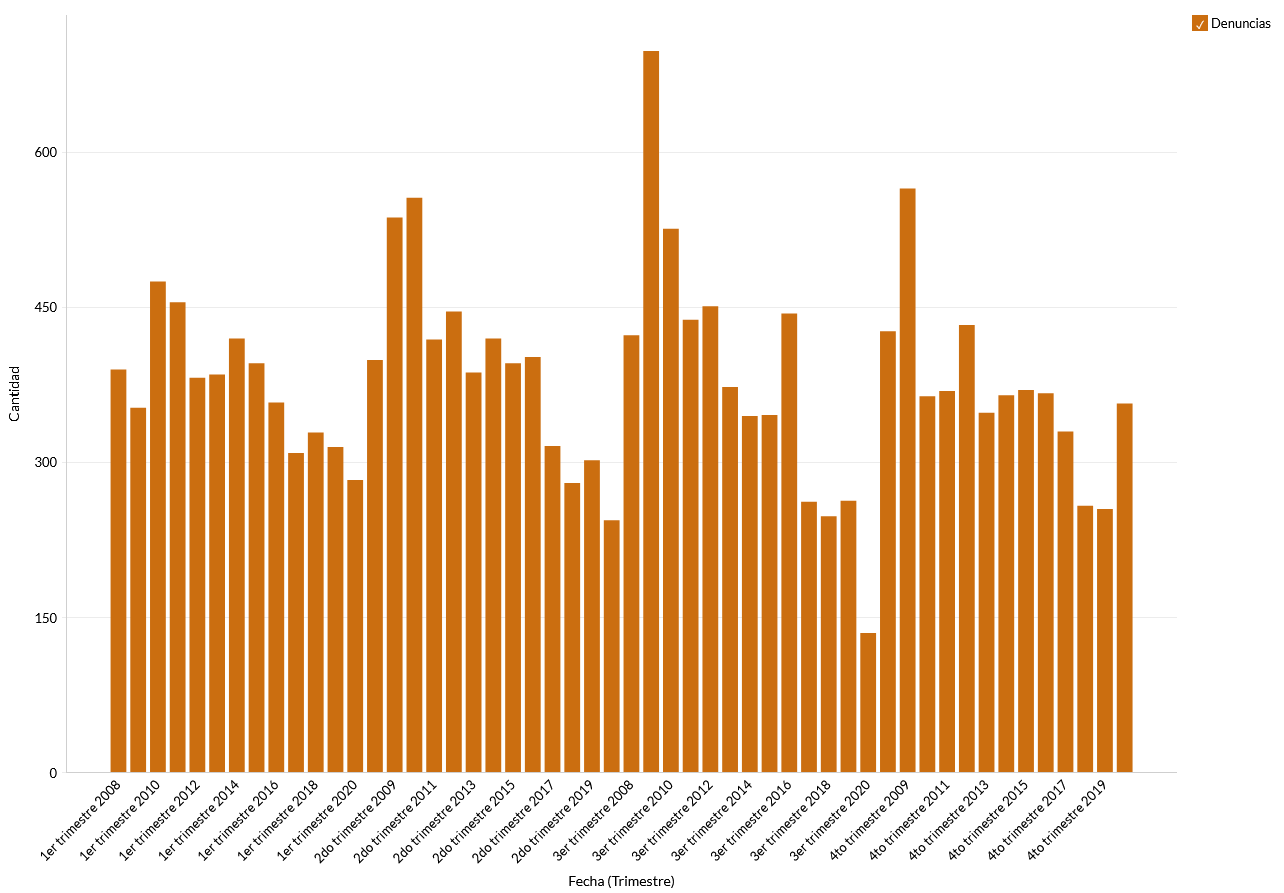 Denuncias
600
450
300
150
0
Cantidad
1er trimestre 2008
1er trimestre 2010
1er trimestre 2012
1er trimestre 2014
1er trimestre 2016
1er trimestre 2018
1er trimestre 2020
2do trimestre 2009
2do trimestre 2011
2do trimestre 2013
2do trimestre 2015
2do trimestre 2017
2do trimestre 2019
3er trimestre 2008
3er trimestre 2010
3er trimestre 2012
3er trimestre 2014
3er trimestre 2016
3er trimestre 2018
3er trimestre 2020
4to trimestre 2009
4to trimestre 2011
4to trimestre 2013
4to trimestre 2015
4to trimestre 2017
4to trimestre 2019
Fecha (Trimestre)